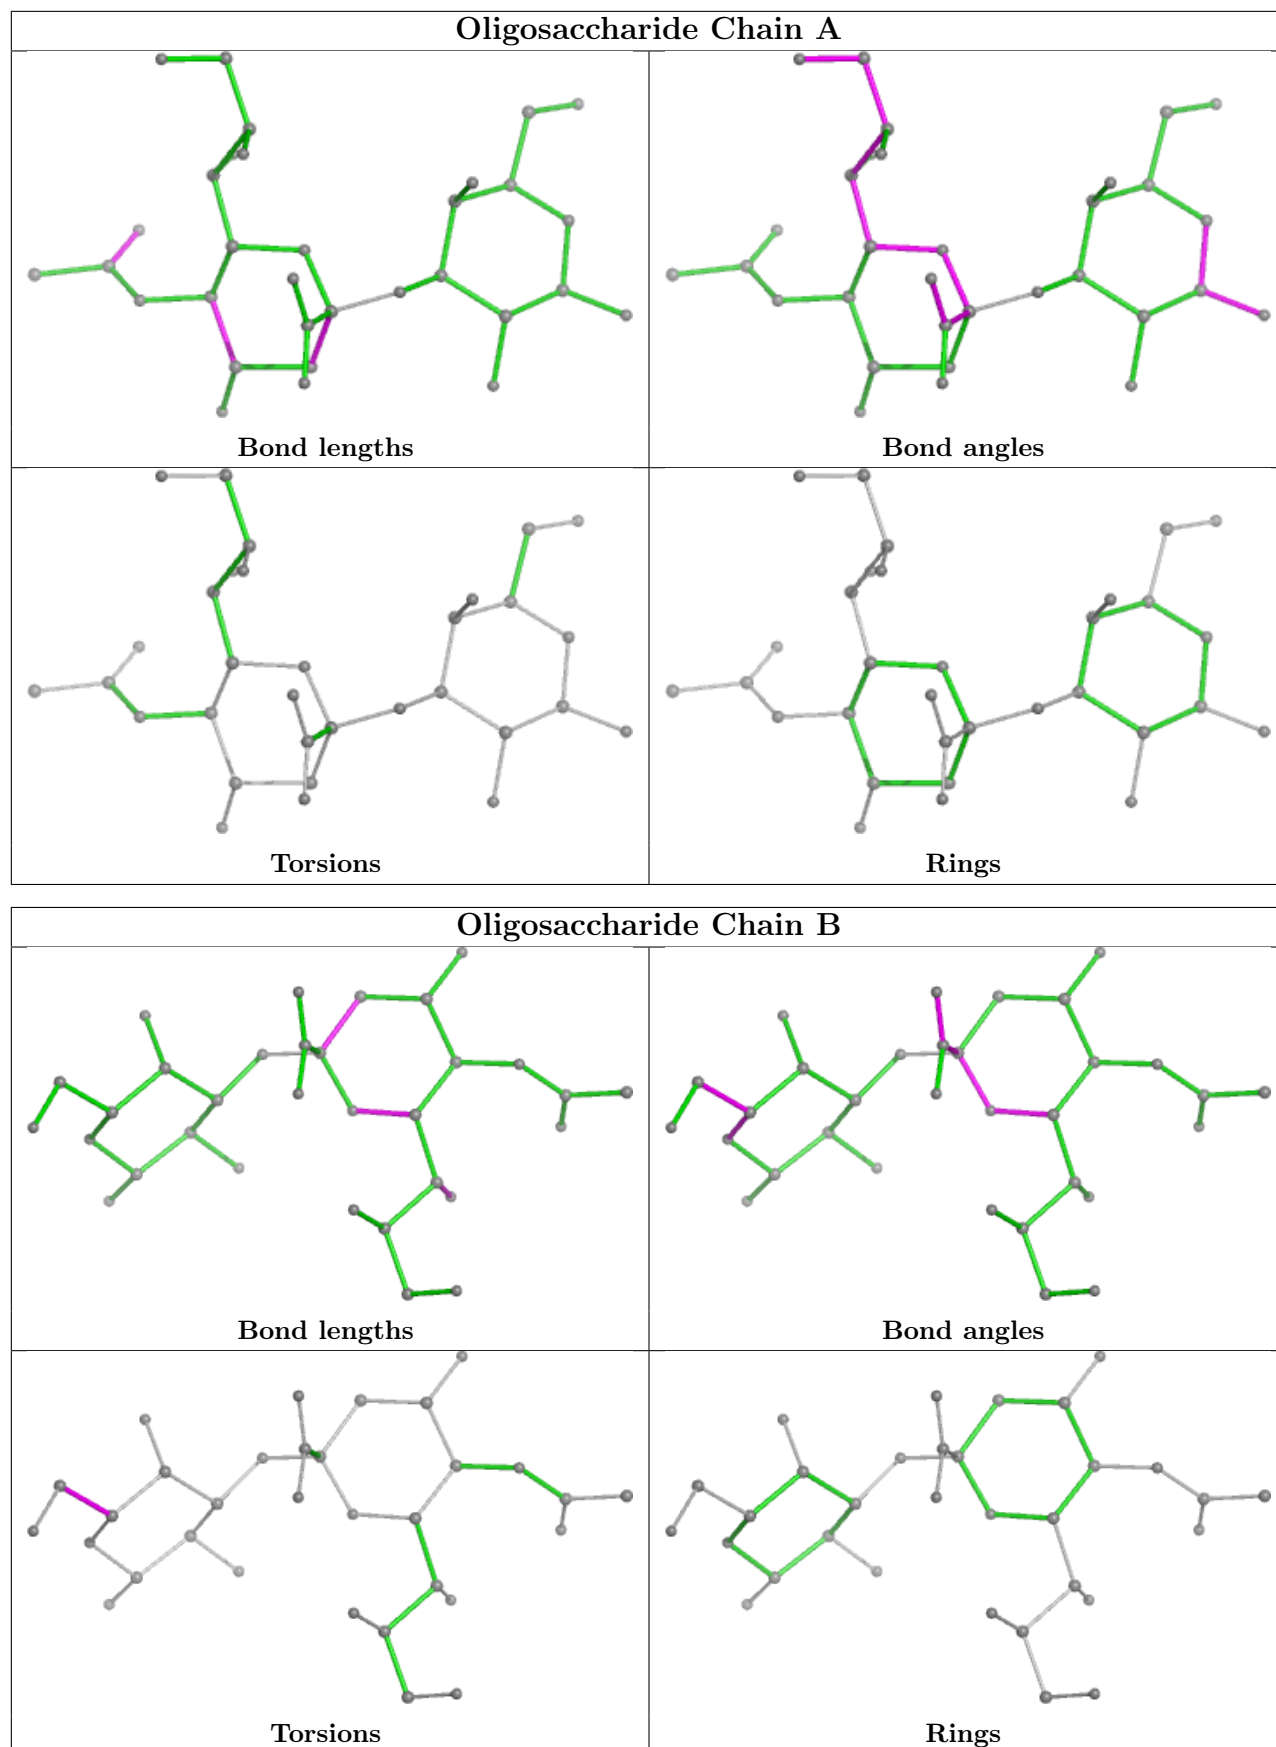 Oligosaccharide Chain A
Bond lengths
Bond angles
Torsions
Rings
Oligosaccharide Chain B
Bond lengths
Bond angles
Torsions
Rings